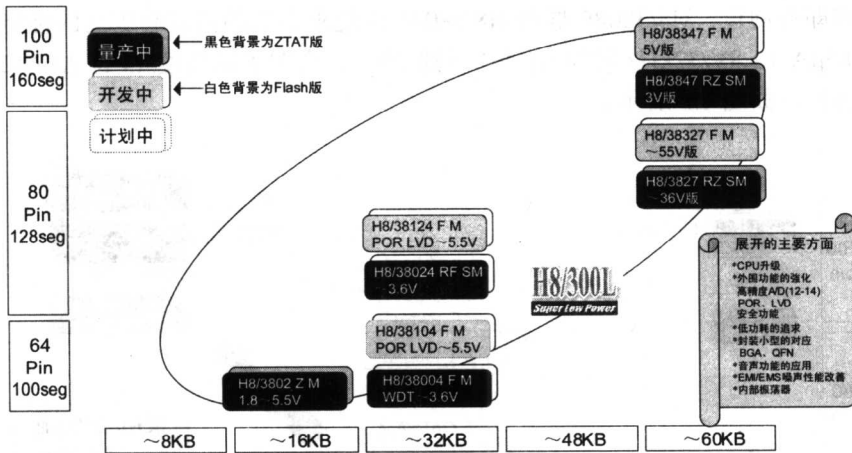 100
Pin
160seg
80
Pin
128seg
64
Pin
100seg
量产中
黑色背景为ZTAT版
开发中
白色背景为Flash版
计划中
H8/38347 F M
5V版
H8/3847 RZ SM
3V版
H8/38327 F M
～55V版
H8/3827 RZ SM
~36V版
H8/38124 F M
POR LVD ~5.5V
H8/38024 RF SM
~3.6V
H8/38104 F M
POR LVD～5.5V
H8/3802 Z M
1.8~5.5V
H8/38004 F M
WDT ~3.6V
H8/300L
Super Low Power
展开的主要方面
*CPU升级
*外围功能的强化
高精度A/D(12-14)
POR、LVD
安全功能
*低功耗的追求
*封装小型的对应
BGA、QFN
*音声功能的应用
*EMI/EMS噪声性能改善
*内部振荡器
～8KB
～16KB
～32KB
～48KB
～60KB